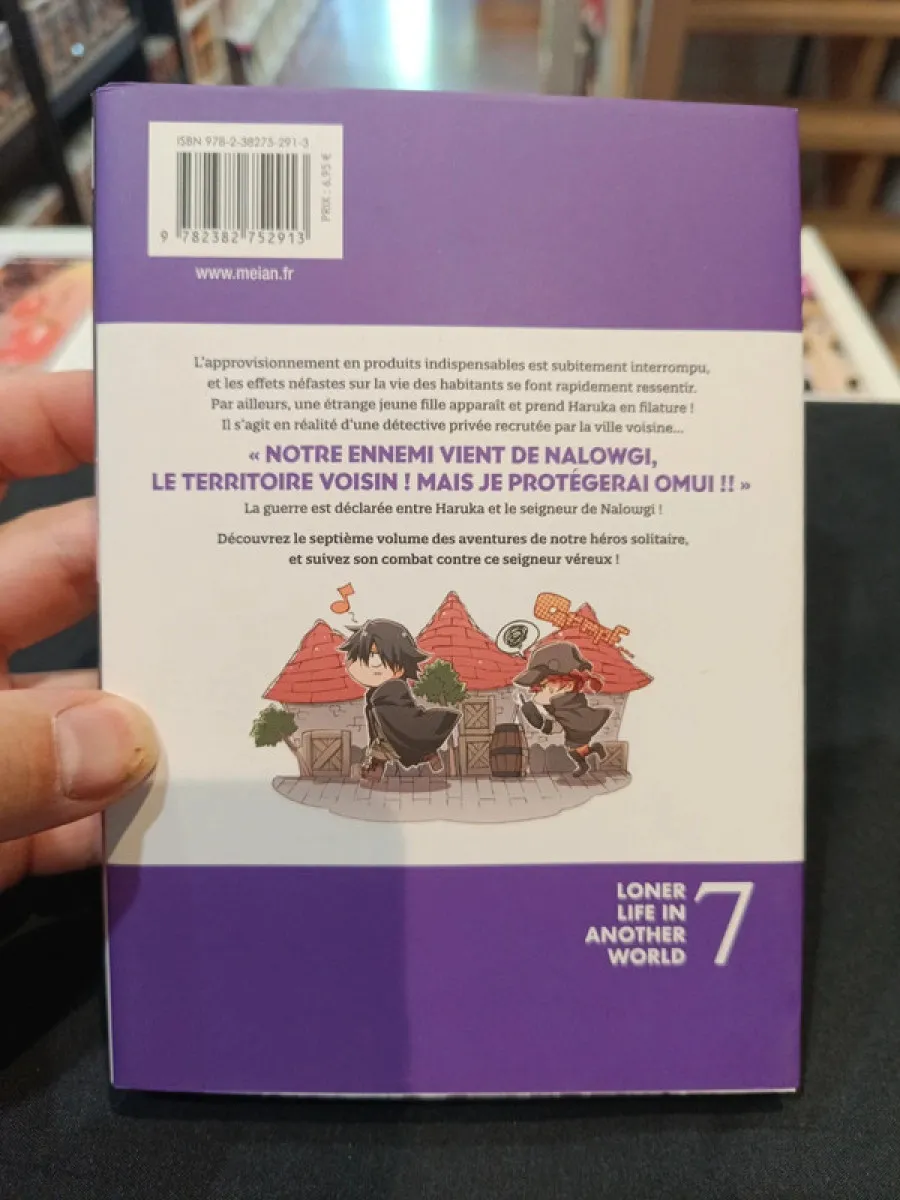 ISBN 978-2-38275-291-3
PRIX : 6,95 €
9 782382 752913
www.meian.fr
L'approvisionnement en produits indispensables est subitement interrompu,
et les effets néfastes sur la vie des habitants se font rapidement ressentir.
Par ailleurs, une étrange jeune fille apparaît et prend Haruka en filature !
Il s'agit en réalité d'une détective privée recrutée par la ville voisine...
« NOTRE ENNEMI VIENT DE NALOWGI,
LE TERRITOIRE VOISIN ! MAIS JE PROTÉGERAI OMUI !! »
La guerre est déclarée entre Haruka et le seigneur de Nalowgi !
Découvrez le septième volume des aventures de notre héros solitaire,
et suivez son combat contre ce seigneur véreux !
LONER
LIFE IN
ANOTHER
WORLD
7